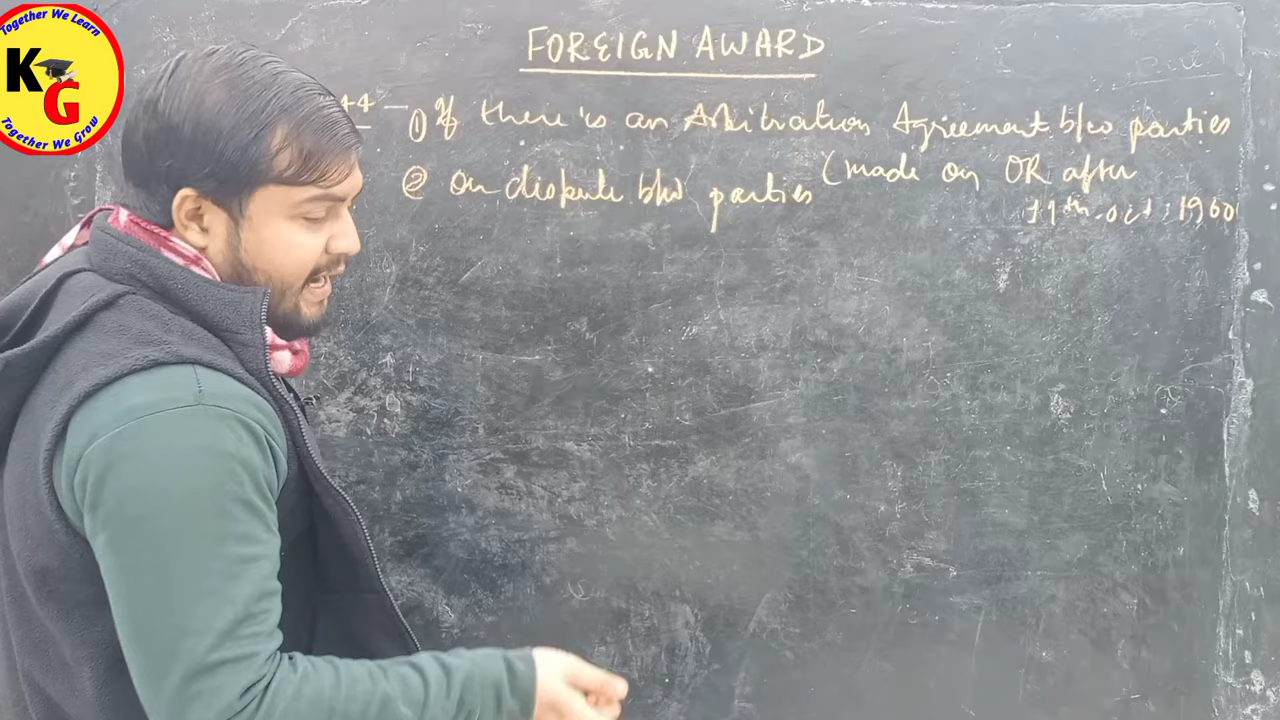 Together We Learn
KG
Together We Grow
FOREIGN AWARD
44 - ① If there is an Arbitration Agreement b/w parties
(made on OR after
11th Oct, 1960
② on dispute b/w parties